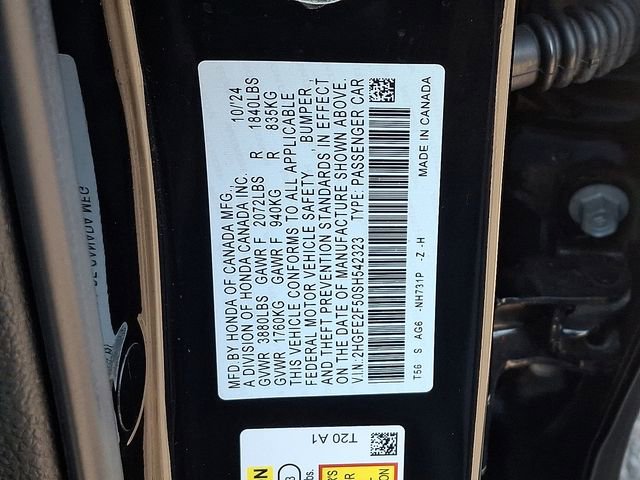 MFD.BY HONDA OF CANADA MFG., 10/'24
A DIVISION OF HONDA CANADA INC.
GVWR 3880LBS GAWR F 2072LBS R 1840LBS
GVWR 1760KG GAWR F 940KG R 835KG
THIS VEHICLE CONFORMS TO ALL APPLICABLE
FEDERAL MOTOR VEHICLE SAFETY , BUMPER,
AND THEFT PREVENTION STANDARDS IN EFFECT
ON THE DATE OF MANUFACTURE SHOWN ABOVE.
V.I.N.:2HGFE2F50SH542323 TYPE: PASSENGER CAR
T56 S AG6 -NH731P -Z -H MADE IN CANADA
T20 A1